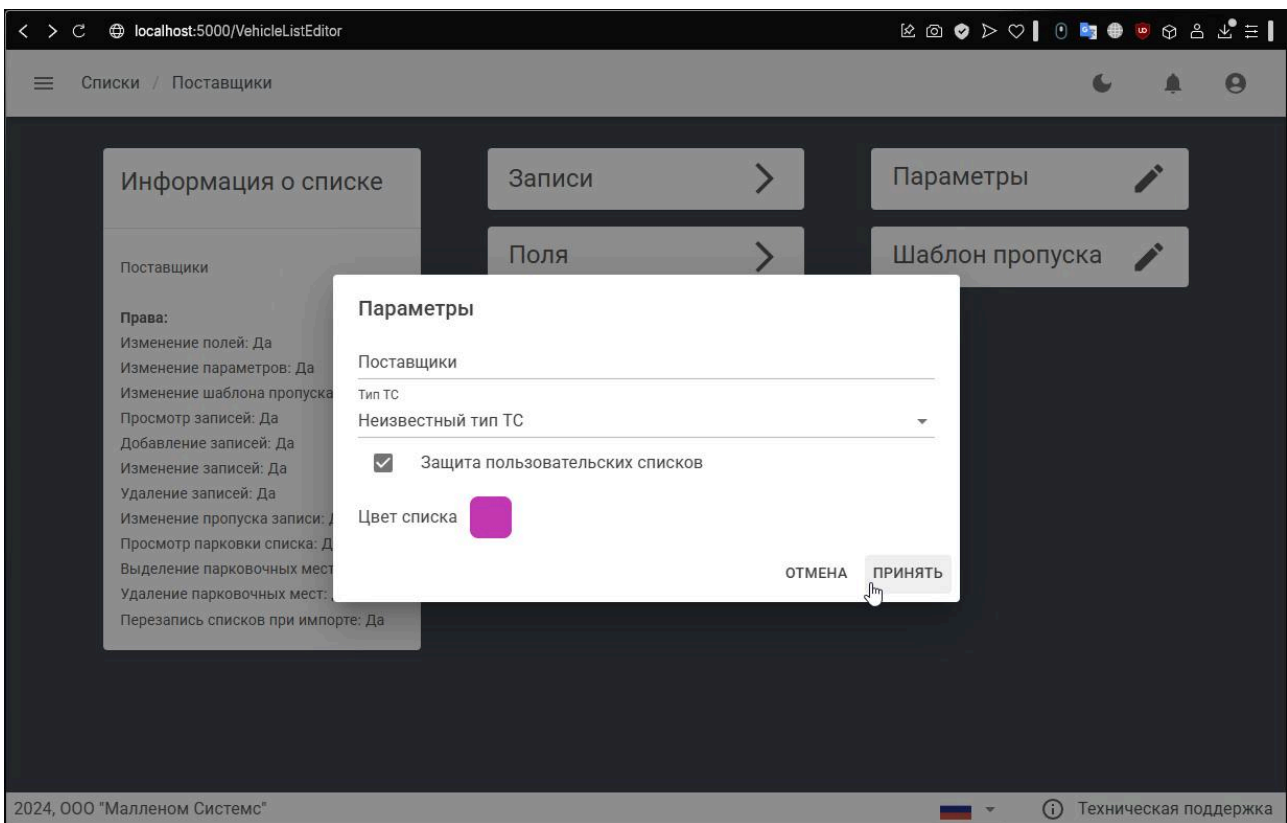 localhost:5000/VehicleListEditor
Списки / Поставщики
Информация о списке
Записи
Параметры
Поля
Шаблон пропуска
Поставщики
Права:
Изменение полей: Да
Изменение параметров: Да
Изменение шаблона пропуска
Просмотр записей: Да
Добавление записей: Да
Изменение записей: Да
Удаление записей: Да
Изменение пропуска записи:
Просмотр парковки списка: Д
Выделение парковочных мест
Удаление парковочных мест:
Перезапись списков при импорте: Да
Параметры
Поставщики
Тип ТС
Неизвестный тип ТС
Защита пользовательских списков
Цвет списка
ОТМЕНА ПРИНЯТЬ
2024, ООО "Малленом Системс"
Техническая поддержка